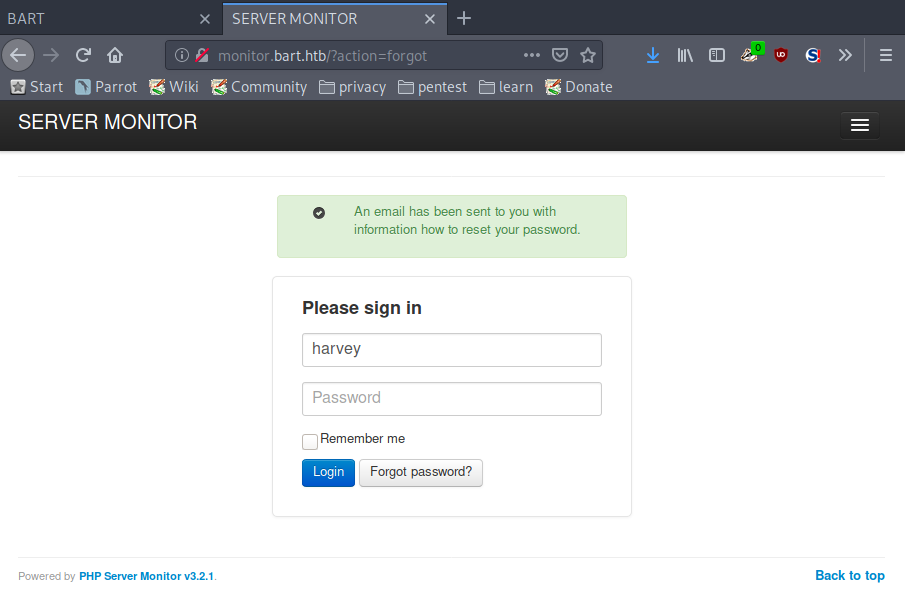 BART
SERVER MONITOR
monitor.bart.htb/?action=forgot
0
UO
S
Start Parrot Wiki Community privacy pentest learn Donate
SERVER MONITOR
An email has been sent to you with
information how to reset your password.
Please sign in
harvey
Password
Remember me
Login Forgot password?
Powered by PHP Server Monitor v3.2.1.
Back to top